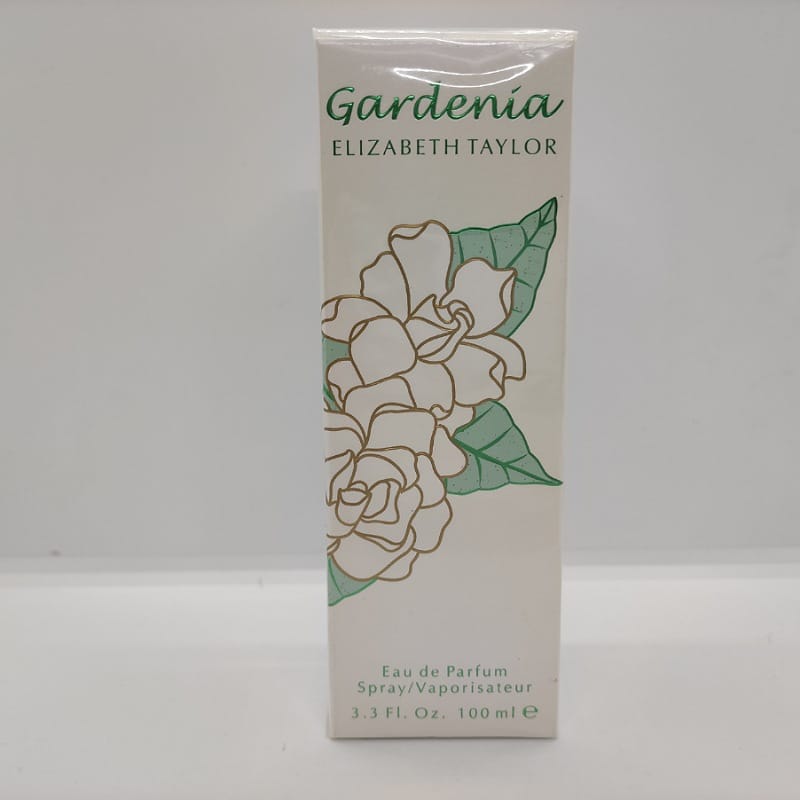 Gardenia
ELIZABETH TAYLOR
Eau de Parfum
Spray/Vaporisateur
3.3 Fl. Oz. 100 ml ℮